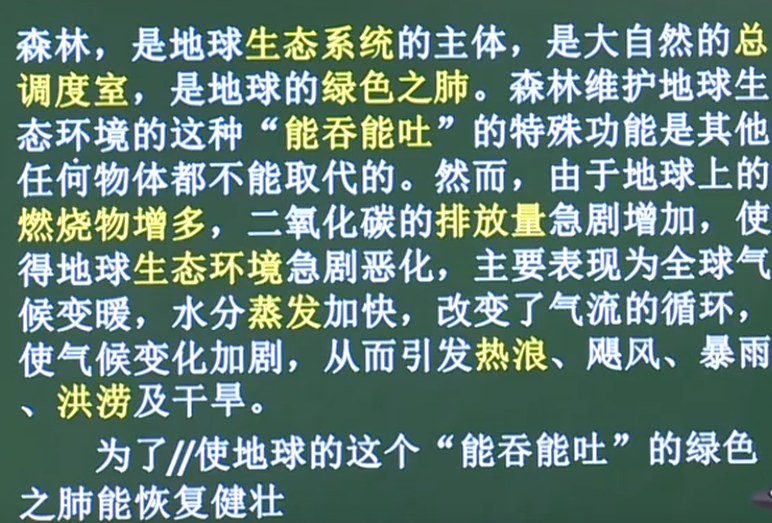 森林，是地球生态系统的主体，是大自然的总
调度室，是地球的绿色之肺。森林维护地球生
态环境的这种“能吞能吐”的特殊功能是其他
任何物体都不能取代的。然而，由于地球上的
燃烧物增多，二氧化碳的排放量急剧增加，使
得地球生态环境急剧恶化，主要表现为全球气
候变暖，水分蒸发加快，改变了气流的循环，
使气候变化加剧，从而引发热浪、飓风、暴雨
、洪涝及干旱。
为了//使地球的这个“能吞能吐”的绿色
之肺能恢复健壮